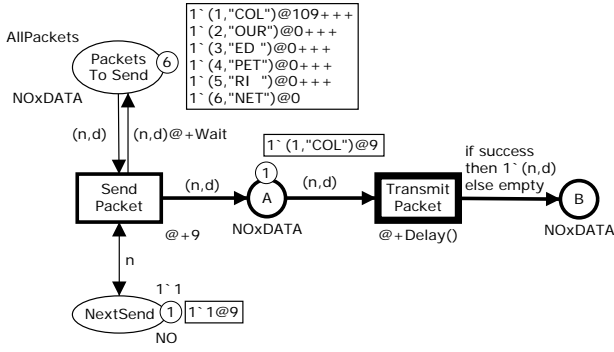 1`(1,"COL")@109+++
1`(2,"OUR")@0+++
1`(3,"ED ")@0+++
1`(4,"PET")@0+++
1`(5,"RI  ")@0+++
1`(6,"NET")@0
AllPackets
Packets
To Send
6
NOxDATA
(n,d)
(n,d)@+Wait
1`(1,"COL")@9
1
Send
Packet
(n,d)
A
(n,d)
Transmit
Packet
if success
then 1`(n,d)
else empty
B
@+9
NOxDATA
@+Delay()
NOxDATA
n
1`1
NextSend
1
1`1@9
NO